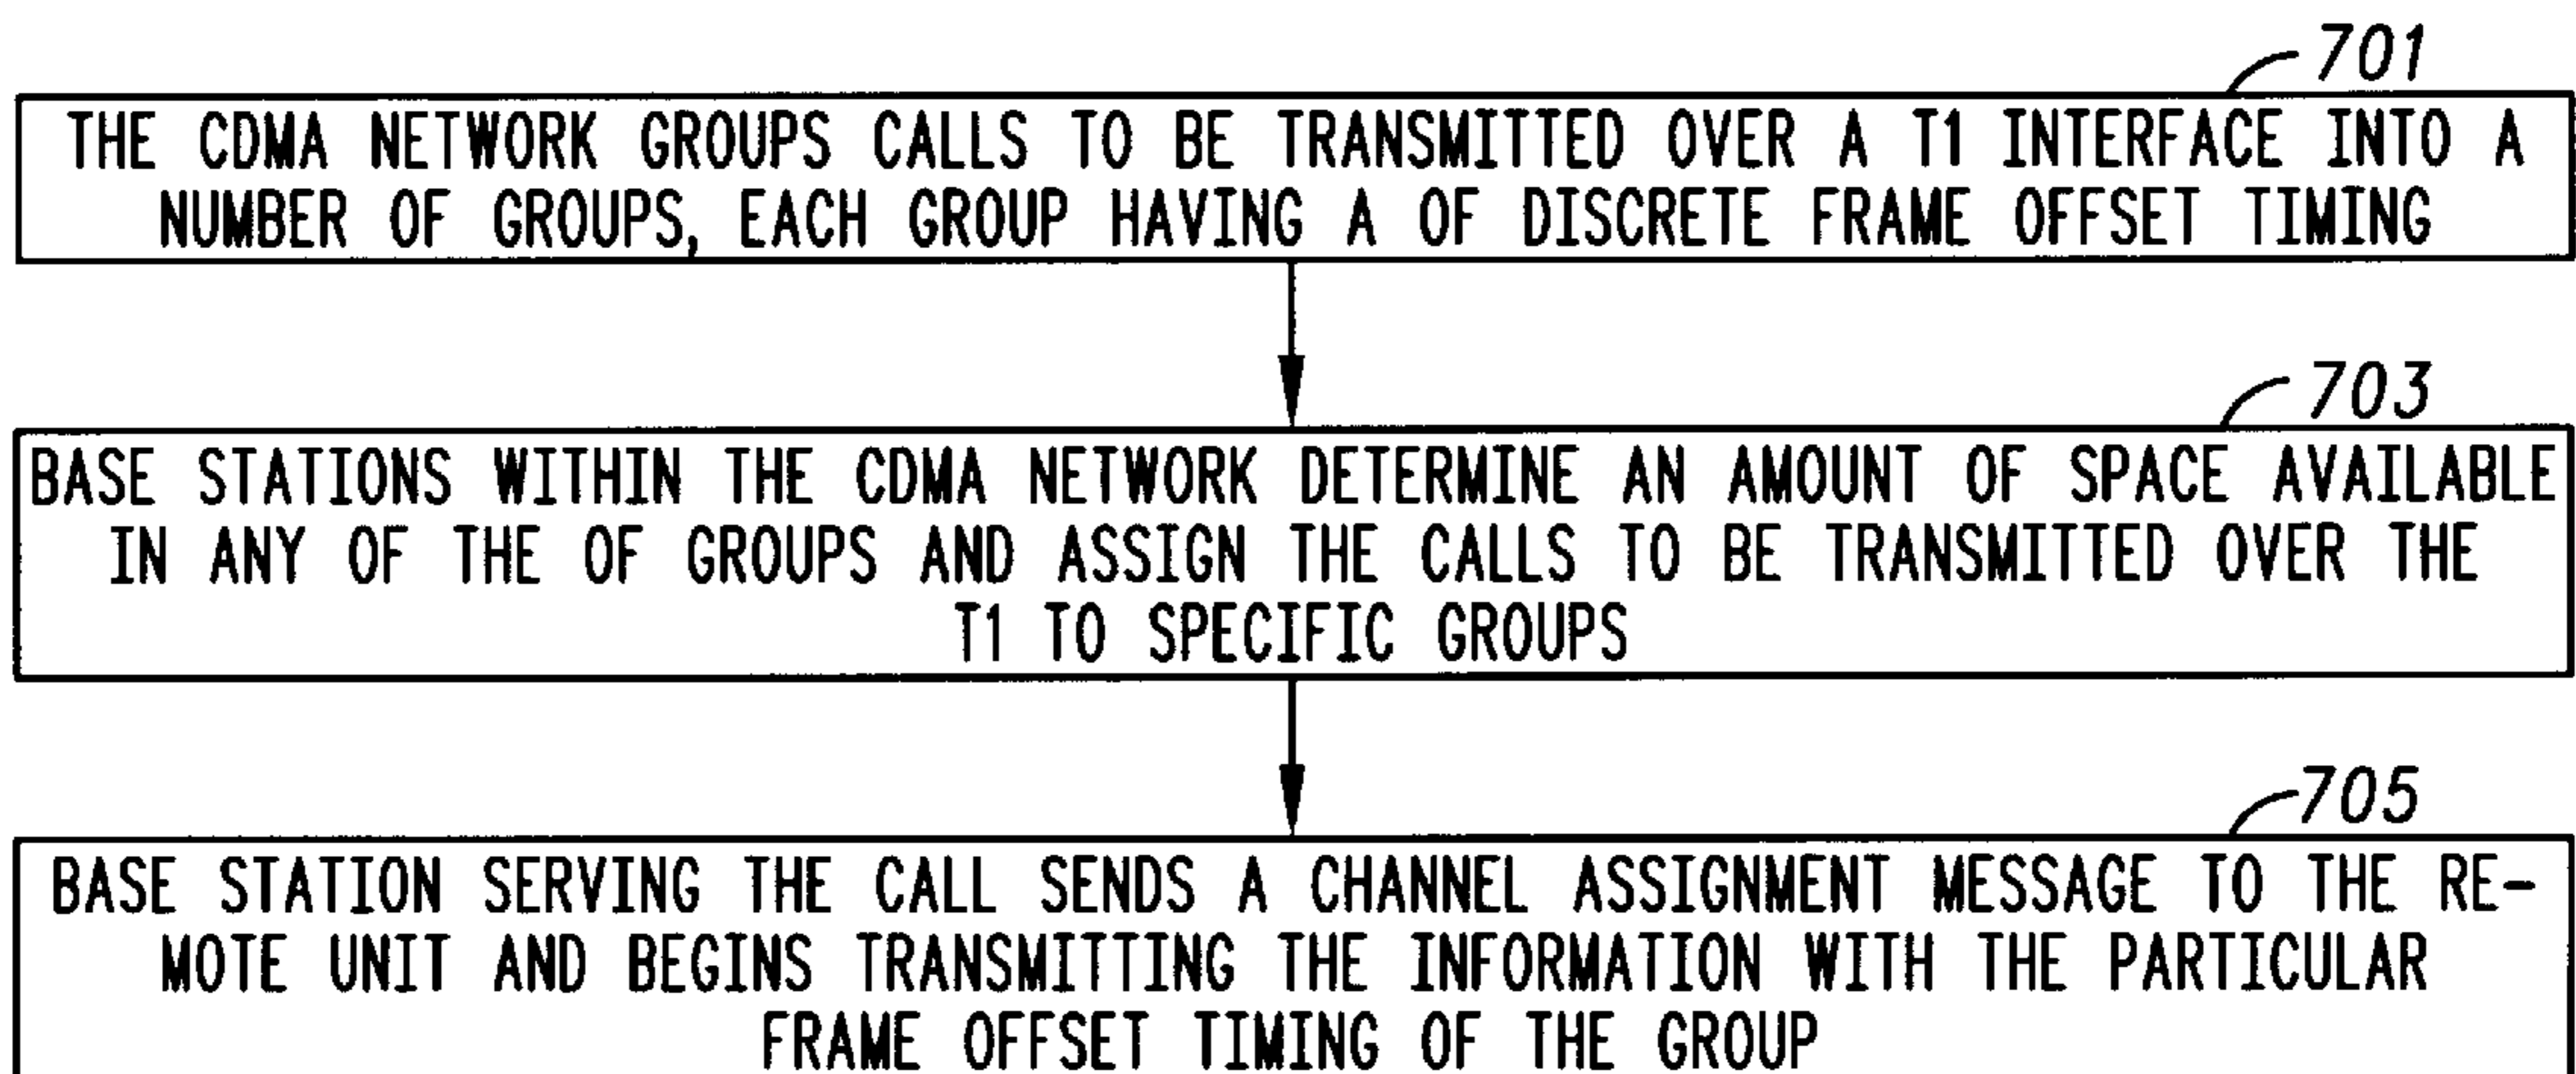 701
THE CDMA NETWORK GROUPS CALLS TO BE TRANSMITTED OVER A T1 INTERFACE INTO A
NUMBER OF GROUPS, EACH GROUP HAVING A OF DISCRETE FRAME OFFSET TIMING
703
BASE STATIONS WITHIN THE CDMA NETWORK DETERMINE AN AMOUNT OF SPACE AVAILABLE
IN ANY OF THE OF GROUPS AND ASSIGN THE CALLS TO BE TRANSMITTED OVER THE
T1 TO SPECIFIC GROUPS
705
BASE STATION SERVING THE CALL SENDS A CHANNEL ASSIGNMENT MESSAGE TO THE RE-
MOTE UNIT AND BEGINS TRANSMITTING THE INFORMATION WITH THE PARTICULAR
FRAME OFFSET TIMING OF THE GROUP